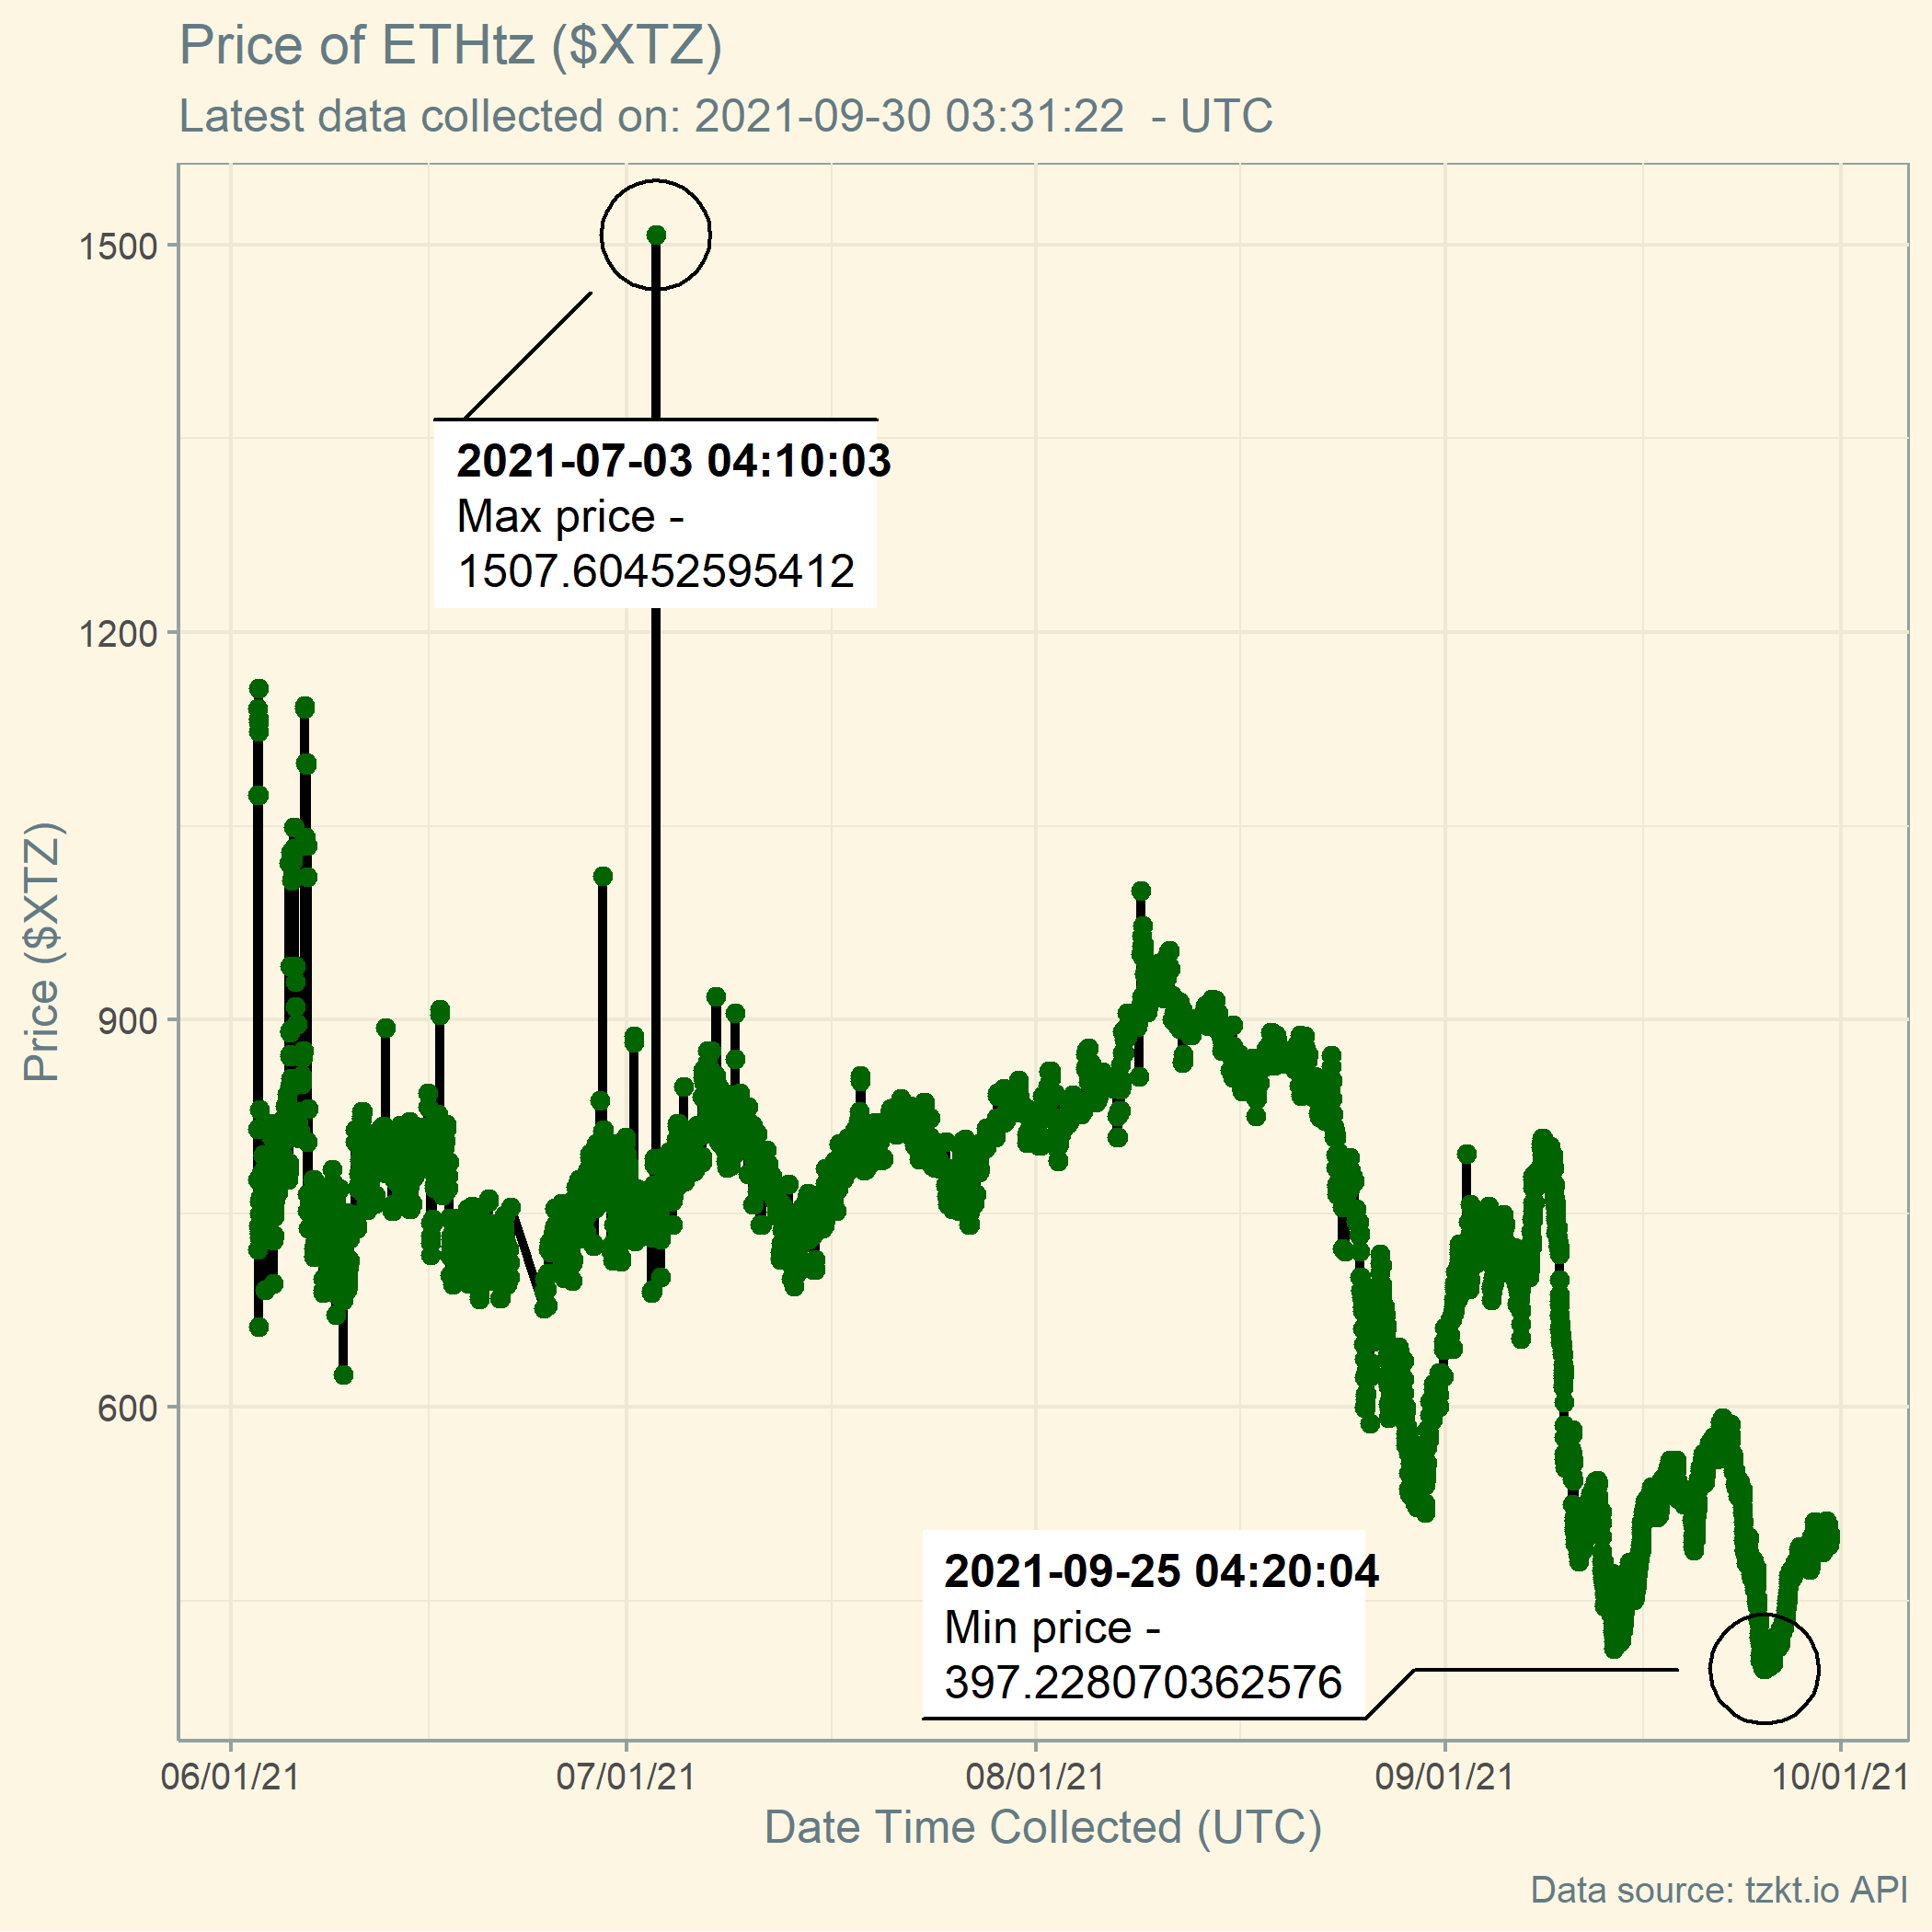 Price of ETHtz ($XTZ)
Latest data collected on: 2021-09-30 03:31:22  - UTC
1500
1200
900
600
Price ($XTZ)
2021-07-03 04:10:03
Max price -
1507.60452595412
2021-09-25 04:20:04
Min price -
397.228070362576
06/01/21
07/01/21
08/01/21
09/01/21
10/01/21
Date Time Collected (UTC)
Data source: tzkt.io API